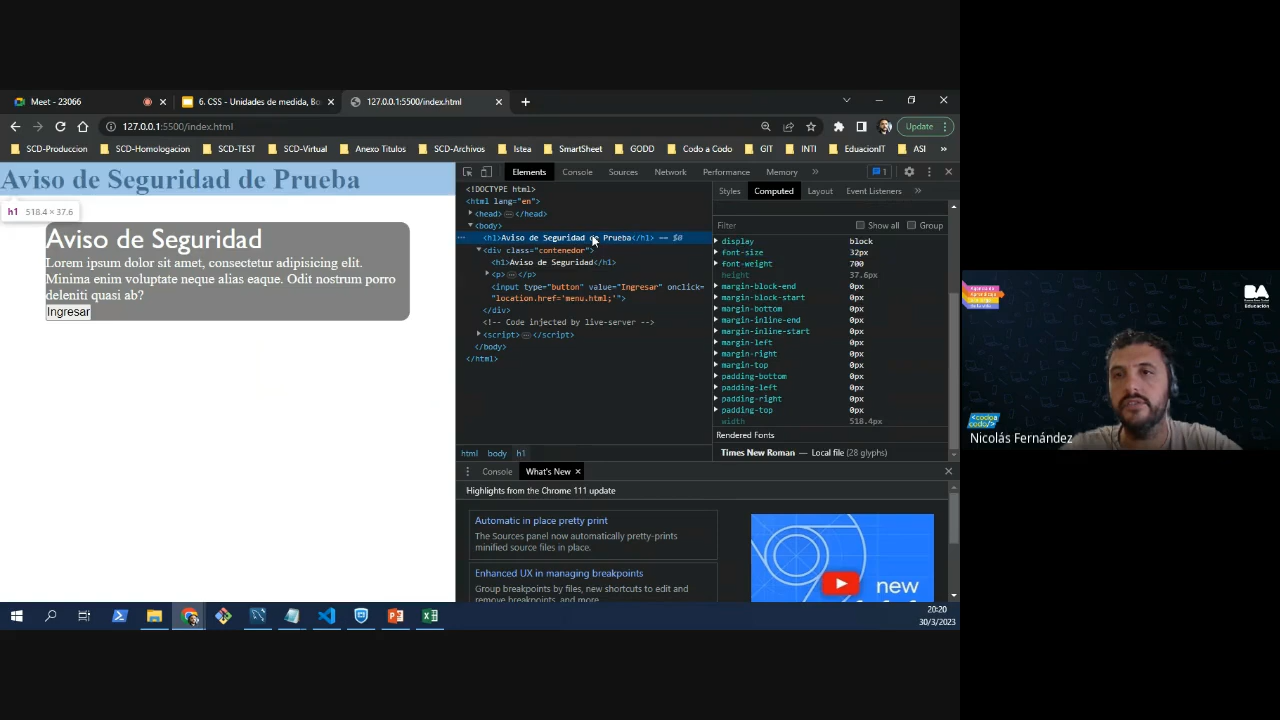 Meet - 23066
6. CSS - Unidades de medida, Bo
127.0.0.1:5500/index.html
127.0.0.1:5500/index.html
Update
SCD-Produccion
SCD-Homologacion
SCD-TEST
SCD-Virtual
Anexo Titulos
SCD-Archivos
Istea
SmartSheet
GODD
Codo a Codo
GIT
INTI
EduacionIT
ASI
»
Aviso de Seguridad de Prueba
h1 518.4 × 37.6
Aviso de Seguridad
Lorem ipsum dolor sit amet, consectetur adipisicing elit.
Minima enim voluptate neque alias eaque. Odit nostrum porro
deleniti quasi ab?
Ingresar
Elements
Console
Sources
Network
Performance
Memory
»
1
<!DOCTYPE html>
<html lang="en">
<head>…</head>
<body>
<h1>Aviso de Seguridad de Prueba</h1> == $0
<div class="contenedor">
<h1>Aviso de Seguridad</h1>
<p>…</p>
<input type="button" value="Ingresar" onclick=
"location.href='menu.html;'">
</div>
<!-- Code injected by live-server -->
<script>…</script>
</body>
</html>
html body h1
Styles
Computed
Layout
Event Listeners
»
Filter
Show all
Group
display block
font-size 32px
font-weight 700
height 37.6px
margin-block-end 0px
margin-block-start 0px
margin-bottom 0px
margin-inline-end 0px
margin-inline-start 0px
margin-left 0px
margin-right 0px
margin-top 0px
padding-bottom 0px
padding-left 0px
padding-right 0px
padding-top 0px
width 518.4px
Rendered Fonts
Times New Roman — Local file (28 glyphs)
Console
What's New
Highlights from the Chrome 111 update
Automatic in place pretty print
The Sources panel now automatically pretty-prints
minified source files in place.
Enhanced UX in managing breakpoints
Group breakpoints by files, new shortcuts to edit and
remove breakpoints, and more.
new
20:20
30/3/2023
BA
Educación
Nicolás Fernández